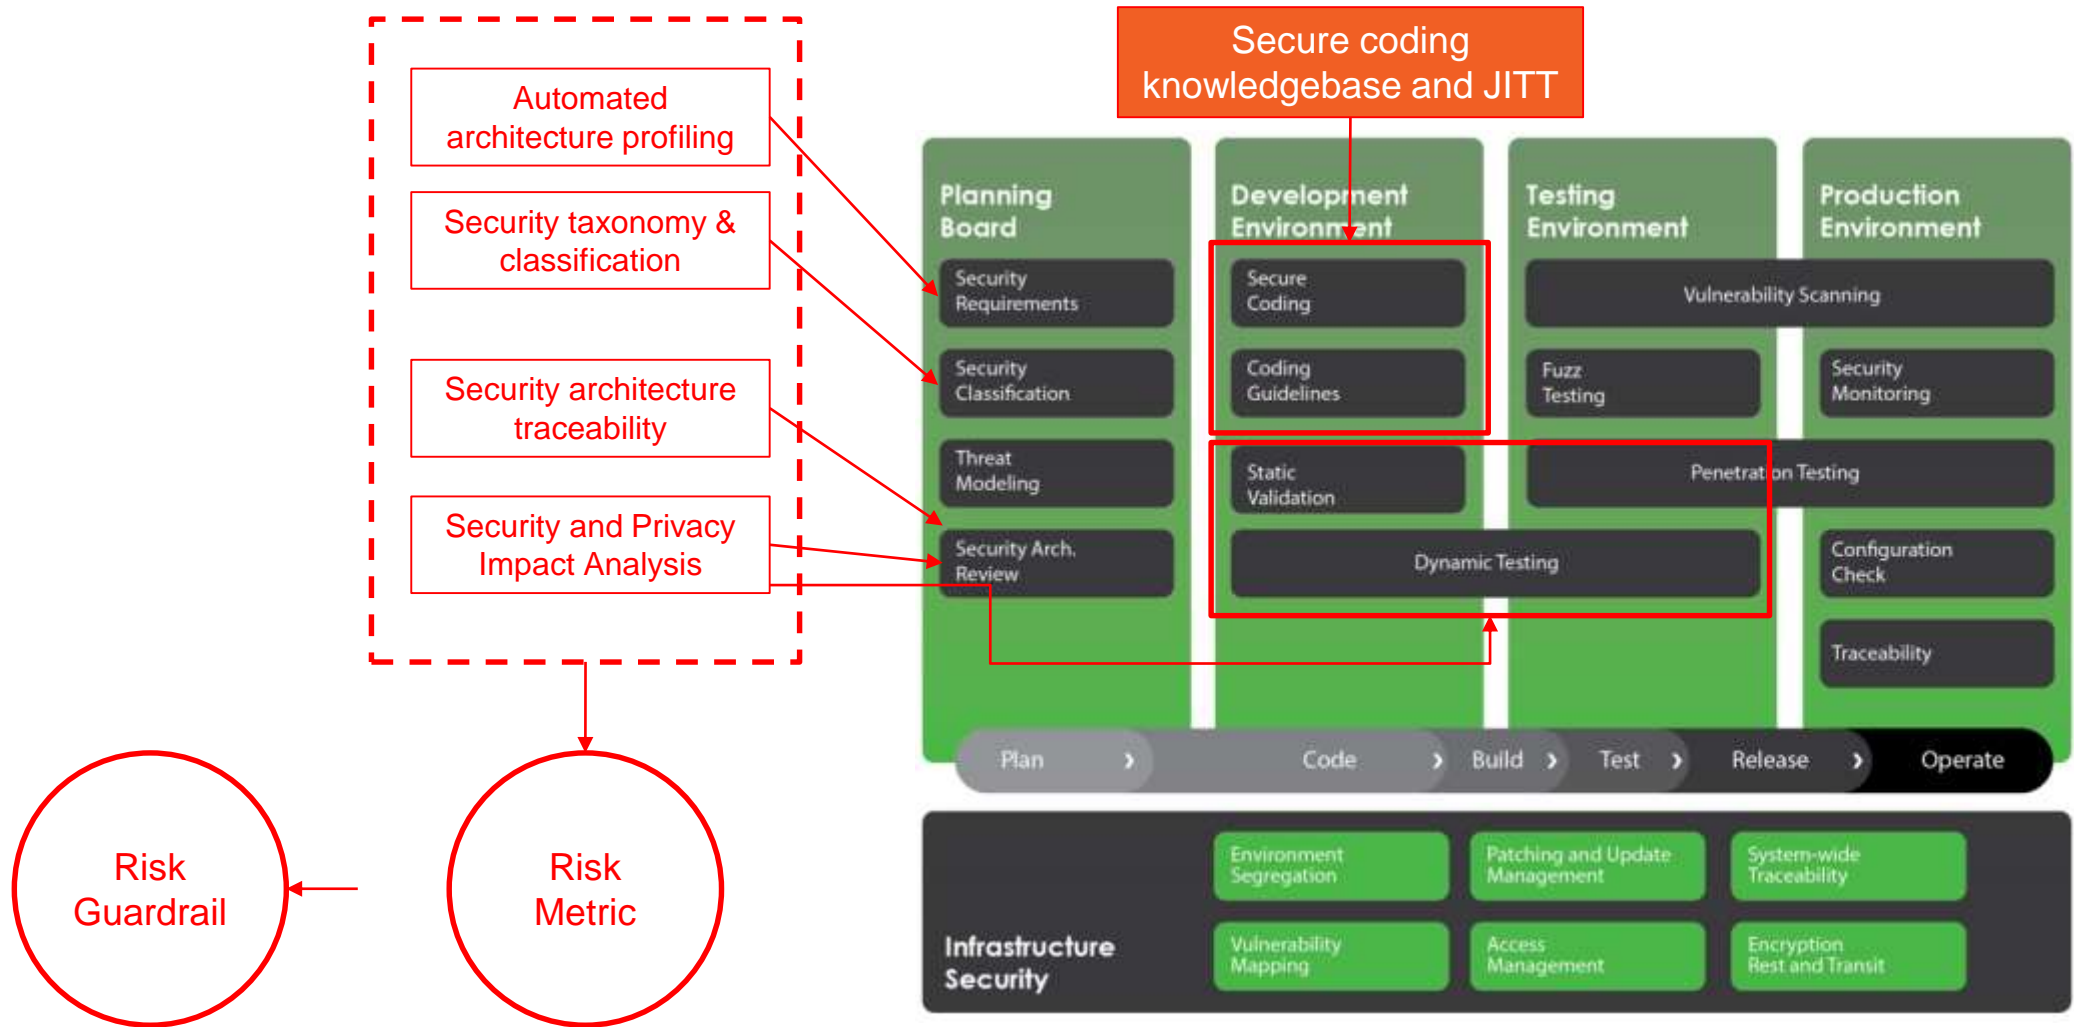 Automated
architecture profiling
Security taxonomy &
classification
Security architecture
traceability
Security and Privacy
Impact Analysis
Risk
Guardrail
Risk
Metric
Secure coding
knowledgebase and JITT
Planning
Board
Security
Requirements
Security
Classification
Threat
Modeling
Security Arch.
Review
Development
Environment
Secure
Coding
Coding
Guidelines
Static
Validation
Dynamic Testing
Testing
Environment
Vulnerability Scanning
Fuzz
Testing
Penetration Testing
Production
Environment
Security
Monitoring
Configuration
Check
Traceability
Plan
Code
Build
Test
Release
Operate
Infrastructure
Security
Environment
Segregation
Patching and Update
Management
System-wide
Traceability
Vulnerability
Mapping
Access
Management
Encryption
Rest and Transit